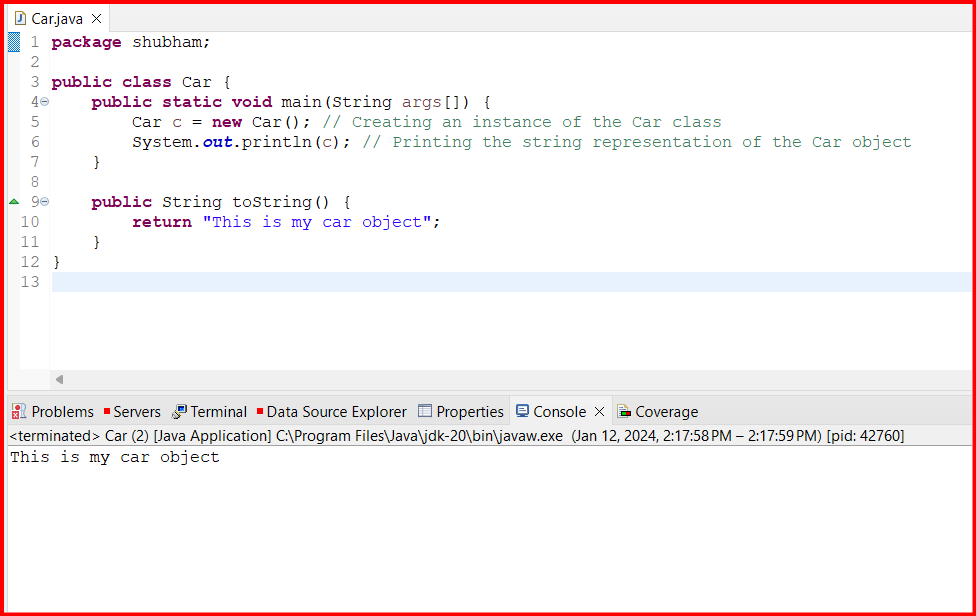 Car.java
1 package shubham;
2
3 public class Car {
4 public static void main(String args[]) {
5 Car c = new Car(); // Creating an instance of the Car class
6 System.out.println(c); // Printing the string representation of the Car object
7 }
8
9 public String toString() {
10 return "This is my car object";
11 }
12 }
13
Problems Servers Terminal Data Source Explorer Properties Console Coverage
<terminated> Car (2) [Java Application] C:\Program Files\Java\jdk-20\bin\javaw.exe (Jan 12, 2024, 2:17:58 PM – 2:17:59 PM) [pid: 42760]
This is my car object